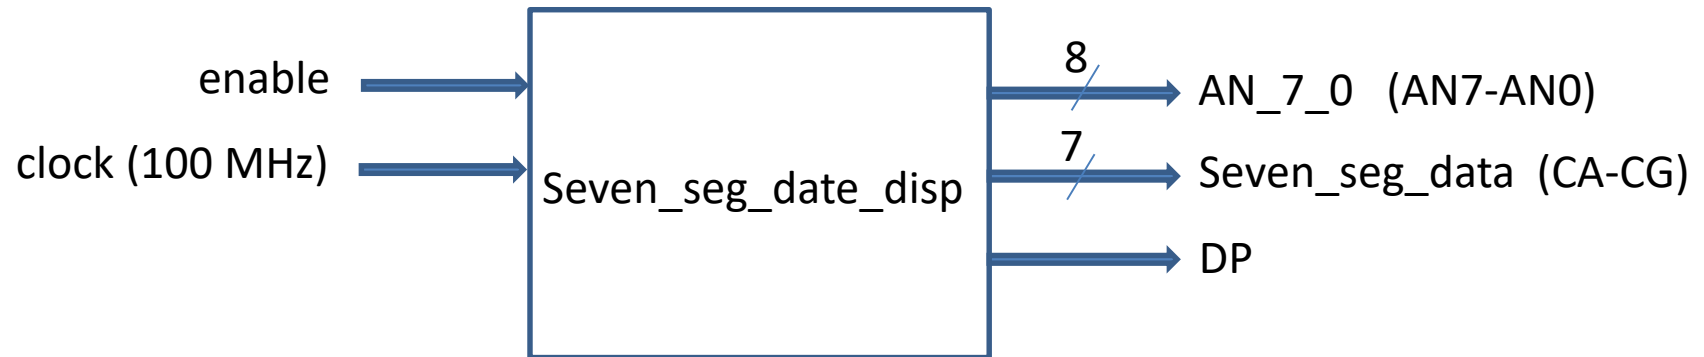 enable
clock (100 MHz)
Seven_seg_date_disp
8
AN_7_0 (AN7-AN0)
7
Seven_seg_data (CA-CG)
DP